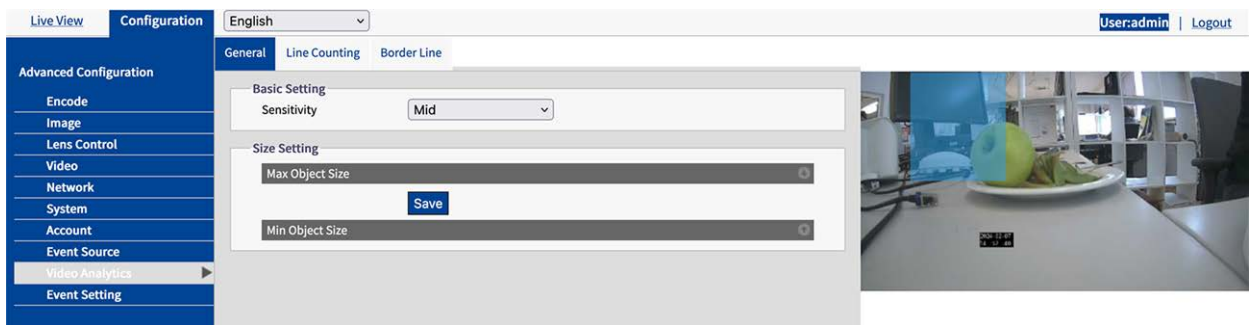 Live View
Configuration
English
User:admin | Logout
General
Line Counting
Border Line
Advanced Configuration
Encode
Image
Lens Control
Video
Network
System
Account
Event Source
Video Analytics
Event Setting
Basic Setting
Sensitivity
Mid
Size Setting
Max Object Size
Save
Min Object Size